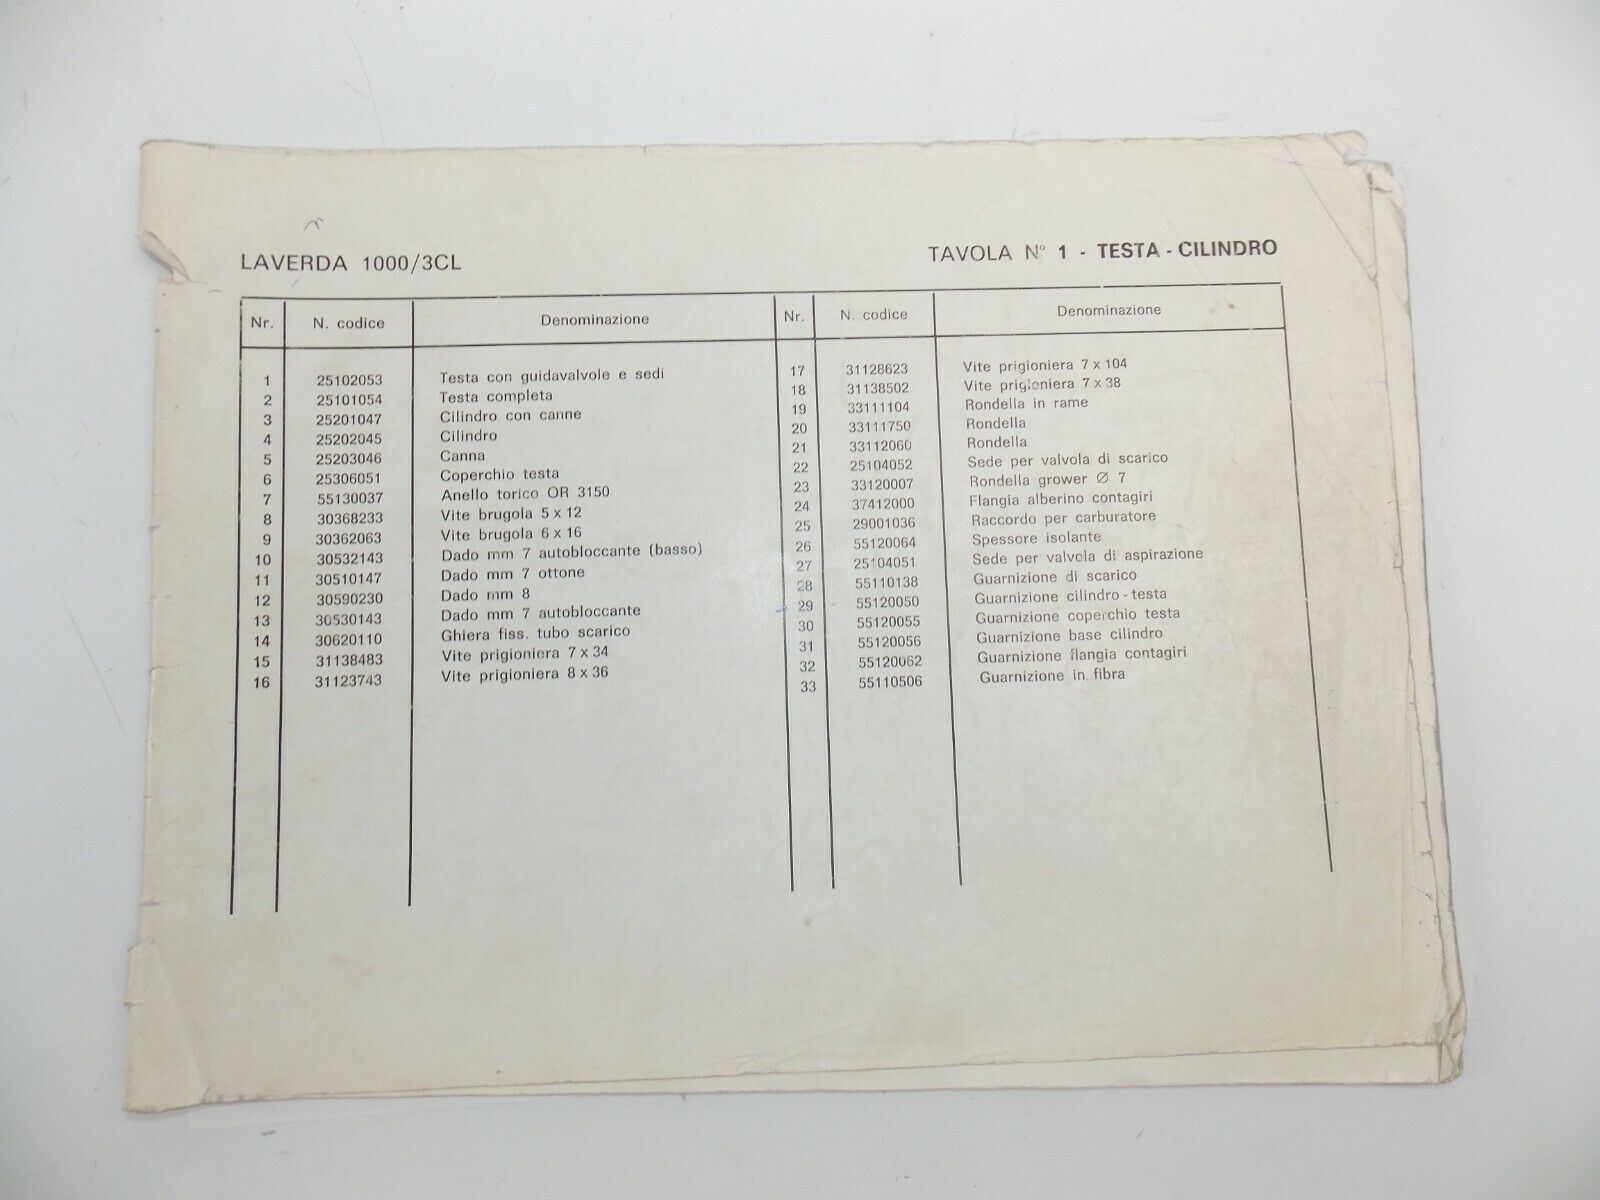 LAVERDA 1000/3CL
TAVOLA N° 1 - TESTA - CILINDRO
Nr. N. codice Denominazione
1 25102053 Testa con guidavalvole e sedi
2 25101054 Testa completa
3 25201047 Cilindro con canne
4 25202045 Cilindro
5 25203046 Canna
6 25306051 Coperchio testa
7 55130037 Anello torico OR 3150
8 30368233 Vite brugola 5 x 12
9 30362063 Vite brugola 6 x 16
10 30532143 Dado mm 7 autobloccante (basso)
11 30510147 Dado mm 7 ottone
12 30590230 Dado mm 8
13 30530143 Dado mm 7 autobloccante
14 30620110 Ghiera fiss. tubo scarico
15 31138483 Vite prigioniera 7 x 34
16 31123743 Vite prigioniera 8 x 36
Nr. N. codice Denominazione
17 31128623 Vite prigioniera 7 x 104
18 31138502 Vite prigioniera 7 x 38
19 33111104 Rondella in rame
20 33111750 Rondella
21 33112060 Rondella
22 25104052 Sede per valvola di scarico
23 33120007 Rondella grower Ø 7
24 37412000 Flangia alberino contagiri
25 29001036 Raccordo per carburatore
26 55120064 Spessore isolante
27 25104051 Sede per valvola di aspirazione
28 55110138 Guarnizione di scarico
29 55120050 Guarnizione cilindro - testa
30 55120055 Guarnizione coperchio testa
31 55120056 Guarnizione base cilindro
32 55120062 Guarnizione flangia contagiri
33 55110506 Guarnizione in fibra